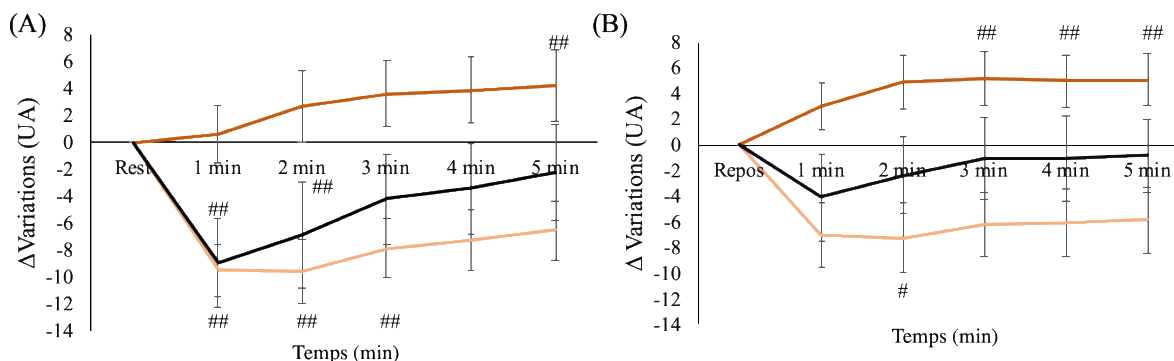 (A)
Δ Variations (UA)
8
6
4
2
0
-2
-4
-6
-8
-10
-12
-14
Rest 1 min 2 min 3 min 4 min 5 min
##
##
##
## ## ##
Temps (min)
(B)
Δ Variations (UA)
8
6
4
2
0
-2
-4
-6
-8
-10
-12
-14
## ## ##
Repos 1 min 2 min 3 min 4 min 5 min
#
Temps (min)